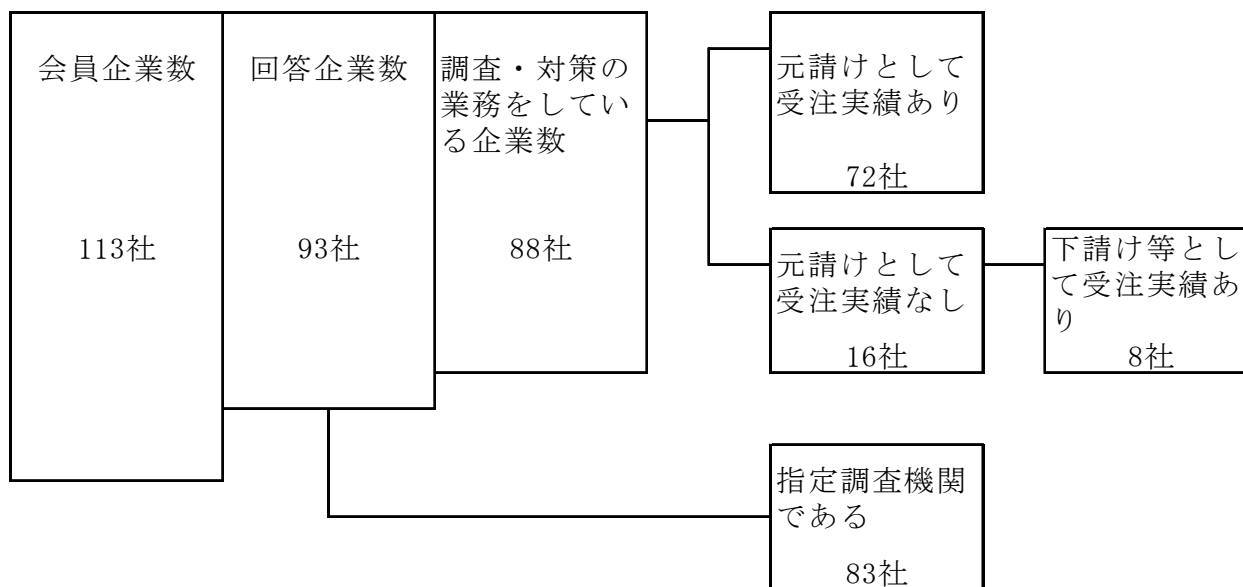 会員企業数
113社
回答企業数
93社
調査・対策の
業務をしてい
る企業数
88社
元請けとして
受注実績あり
72社
元請けとして
受注実績なし
16社
下請け等とし
て受注実績あ
り
8社
指定調査機関
である
83社